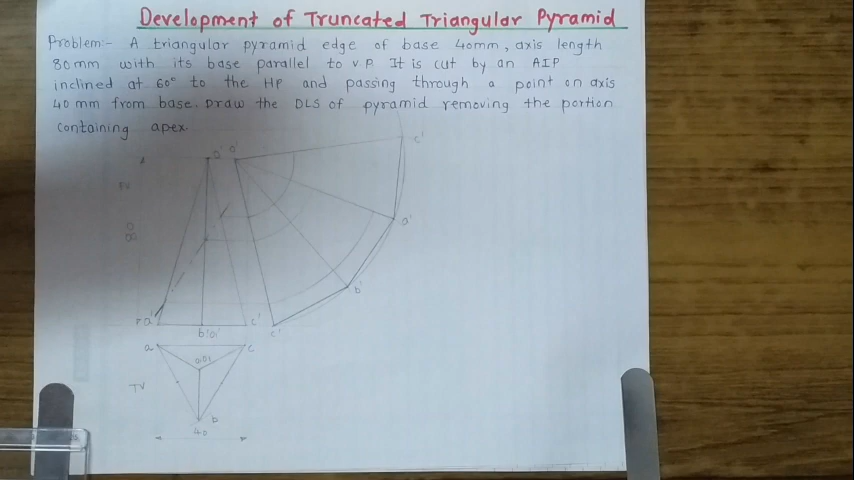 Development of Truncated Triangular Pyramid
Problem:- A triangular pyramid edge of base 40mm, axis length
80mm with its base parallel to V.P. It is cut by an AIP
inclined at 60° to the HP and passing through a point on axis
40 mm from base. Draw the DLS of pyramid removing the portion
containing apex.
o' o' c'
FV
80
a'
b'
a' b'o1' c' c'
a o.o1 c
TV
b
40